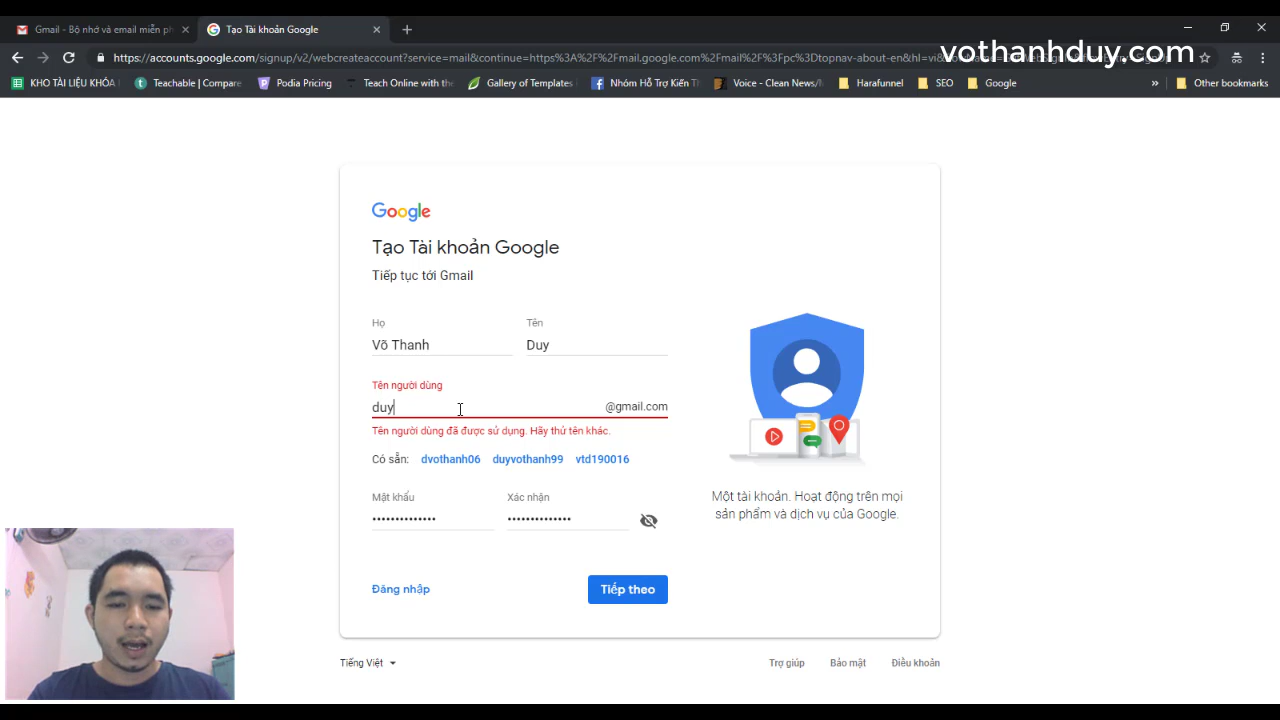 Gmail - Bộ nhớ và email miễn ph
Tạo Tài khoản Google
https://accounts.google.com/signup/v2/webcreateaccount?service=mail&continue=https%3A%2F%2Fmail.google.com%2Fmail%2F%3Fpc%3Dtopnav-about-en&hl=vi
vothanhduy.com
KHO TÀI LIỆU KHÓA
Teachable | Compare
Podia Pricing
Teach Online with the
Gallery of Templates
Nhóm Hỗ Trợ Kiến T
Voice - Clean News/
Harafunnel
SEO
Google
»
Other bookmarks
Google
Tạo Tài khoản Google
Tiếp tục tới Gmail
Họ Tên
Võ Thanh Duy
Tên người dùng
duy @gmail.com
Tên người dùng đã được sử dụng. Hãy thử tên khác.
Có sẵn: dvothanh06 duyvothanh99 vtd190016
Mật khẩu Xác nhận
•••••••••••••• ••••••••••••••
Một tài khoản. Hoạt động trên mọi
sản phẩm và dịch vụ của Google.
Đăng nhập Tiếp theo
Tiếng Việt Trợ giúp Bảo mật Điều khoản